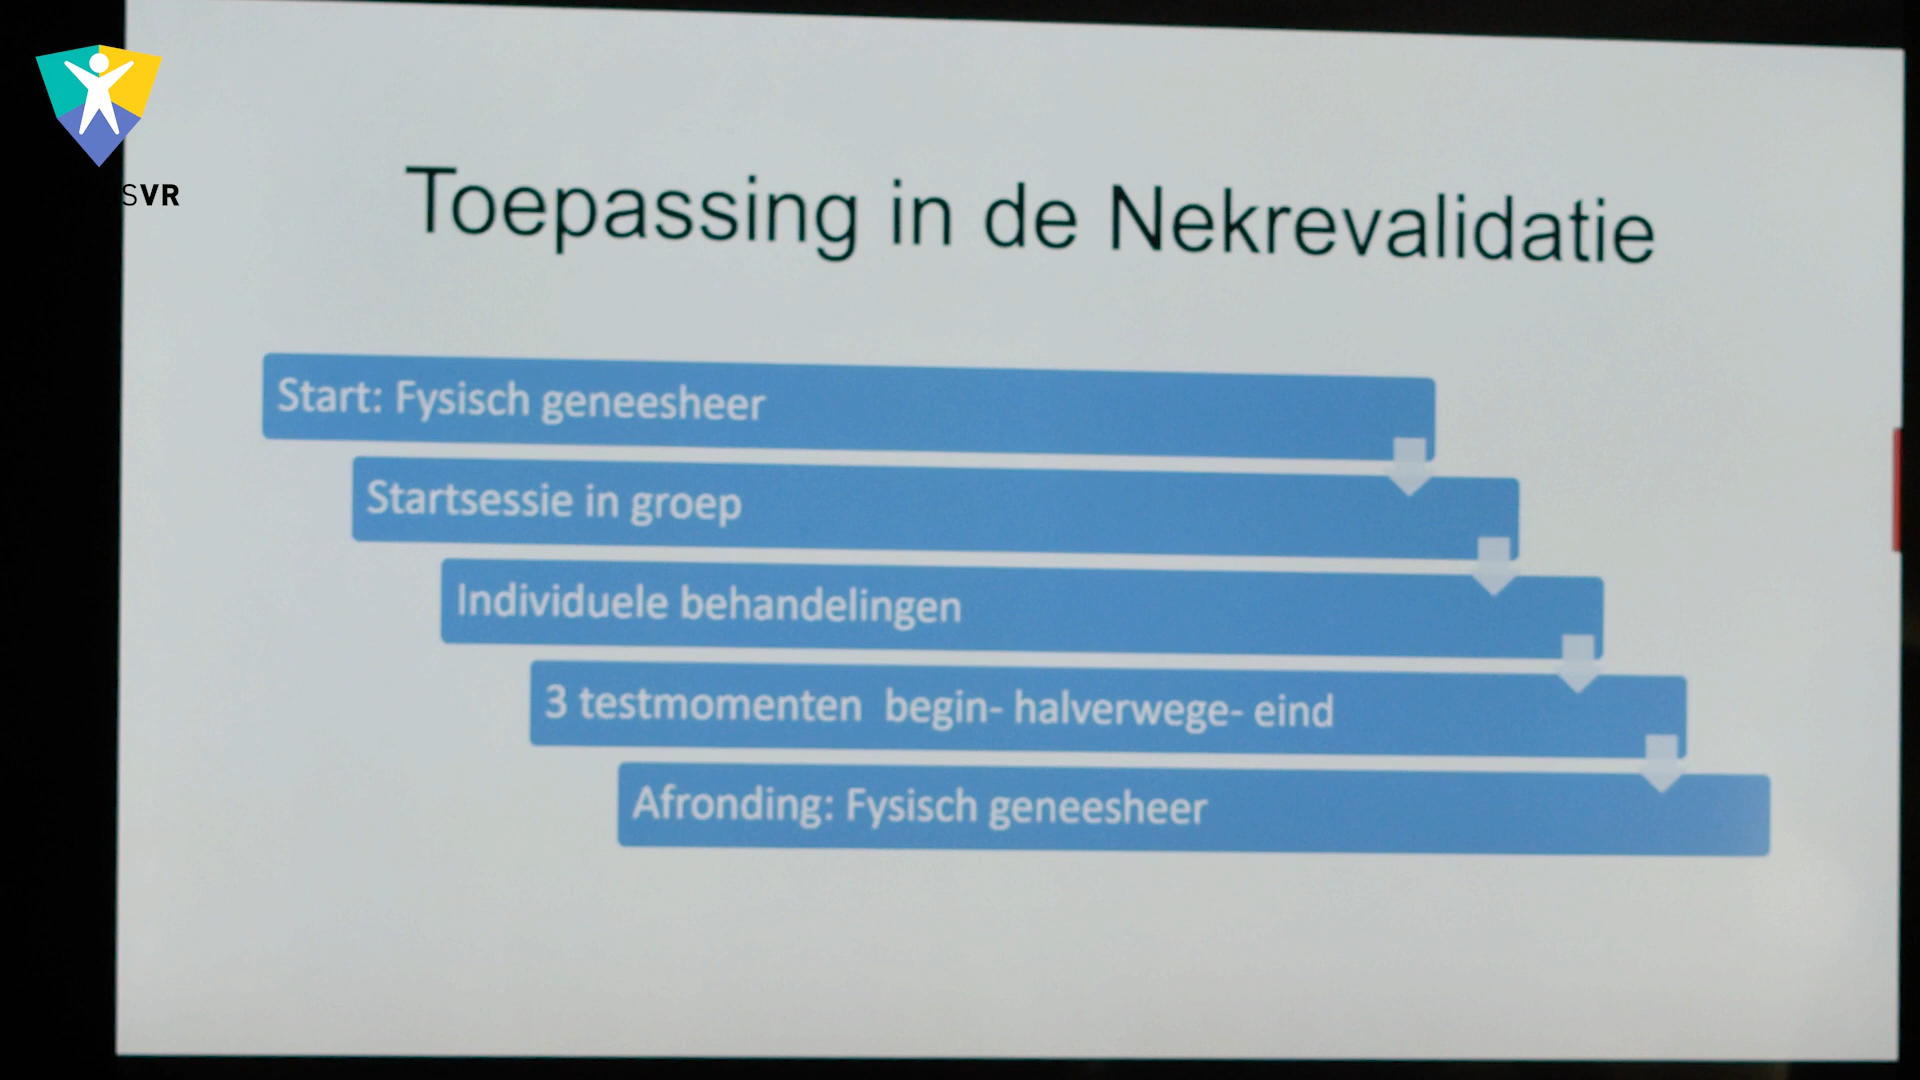 SVR
Toepassing in de Nekrevalidatie
Start: Fysisch geneesheer
Startsessie in groep
Individuele behandelingen
3 testmomenten begin- halverwege- eind
Afronding: Fysisch geneesheer